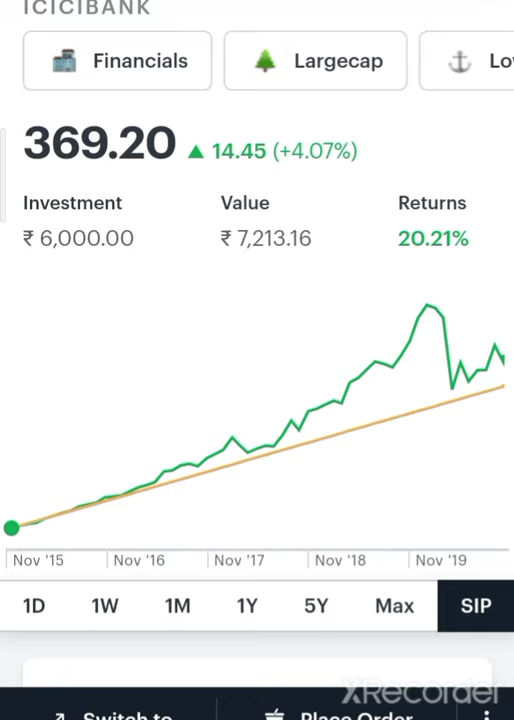 ICICIBANK
Financials Largecap Lo
369.20 ▲ 14.45 (+4.07%)
Investment Value Returns
₹ 6,000.00 ₹ 7,213.16 20.21%
Nov '15 Nov '16 Nov '17 Nov '18 Nov '19
1D 1W 1M 1Y 5Y Max SIP
XRecorder
Switch to Place Order